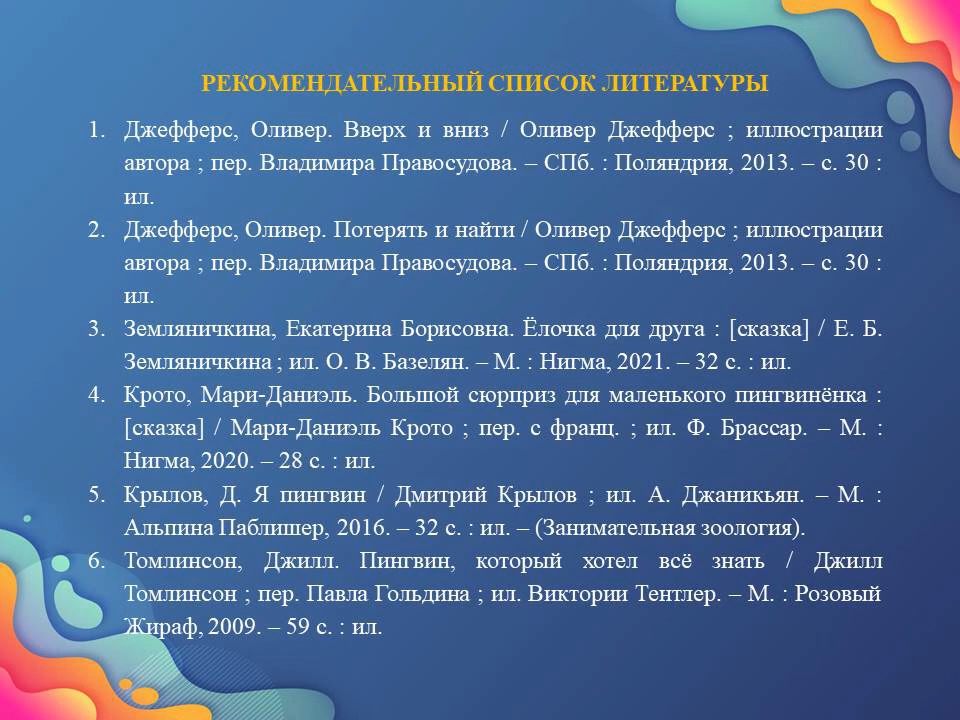 РЕКОМЕНДАТЕЛЬНЫЙ СПИСОК ЛИТЕРАТУРЫ
1. Джефферс, Оливер. Вверх и вниз / Оливер Джефферс ; иллюстрации
автора ; пер. Владимира Правосудова. – СПб. : Поляндрия, 2013. – с. 30 :
ил.
2. Джефферс, Оливер. Потерять и найти / Оливер Джефферс ; иллюстрации
автора ; пер. Владимира Правосудова. – СПб. : Поляндрия, 2013. – с. 30 :
ил.
3. Земляничкина, Екатерина Борисовна. Ёлочка для друга : [сказка] / Е. Б.
Земляничкина ; ил. О. В. Базелян. – М. : Нигма, 2021. – 32 с. : ил.
4. Крото, Мари-Даниэль. Большой сюрприз для маленького пингвинёнка :
[сказка] / Мари-Даниэль Крото ; пер. с франц. ; ил. Ф. Брассар. – М. :
Нигма, 2020. – 28 с. : ил.
5. Крылов, Д. Я пингвин / Дмитрий Крылов ; ил. А. Джаникьян. – М. :
Альпина Паблишер, 2016. – 32 с. : ил. – (Занимательная зоология).
6. Томлинсон, Джилл. Пингвин, который хотел всё знать / Джилл
Томлинсон ; пер. Павла Гольдина ; ил. Виктории Тентлер. – М. : Розовый
Жираф, 2009. – 59 с. : ил.